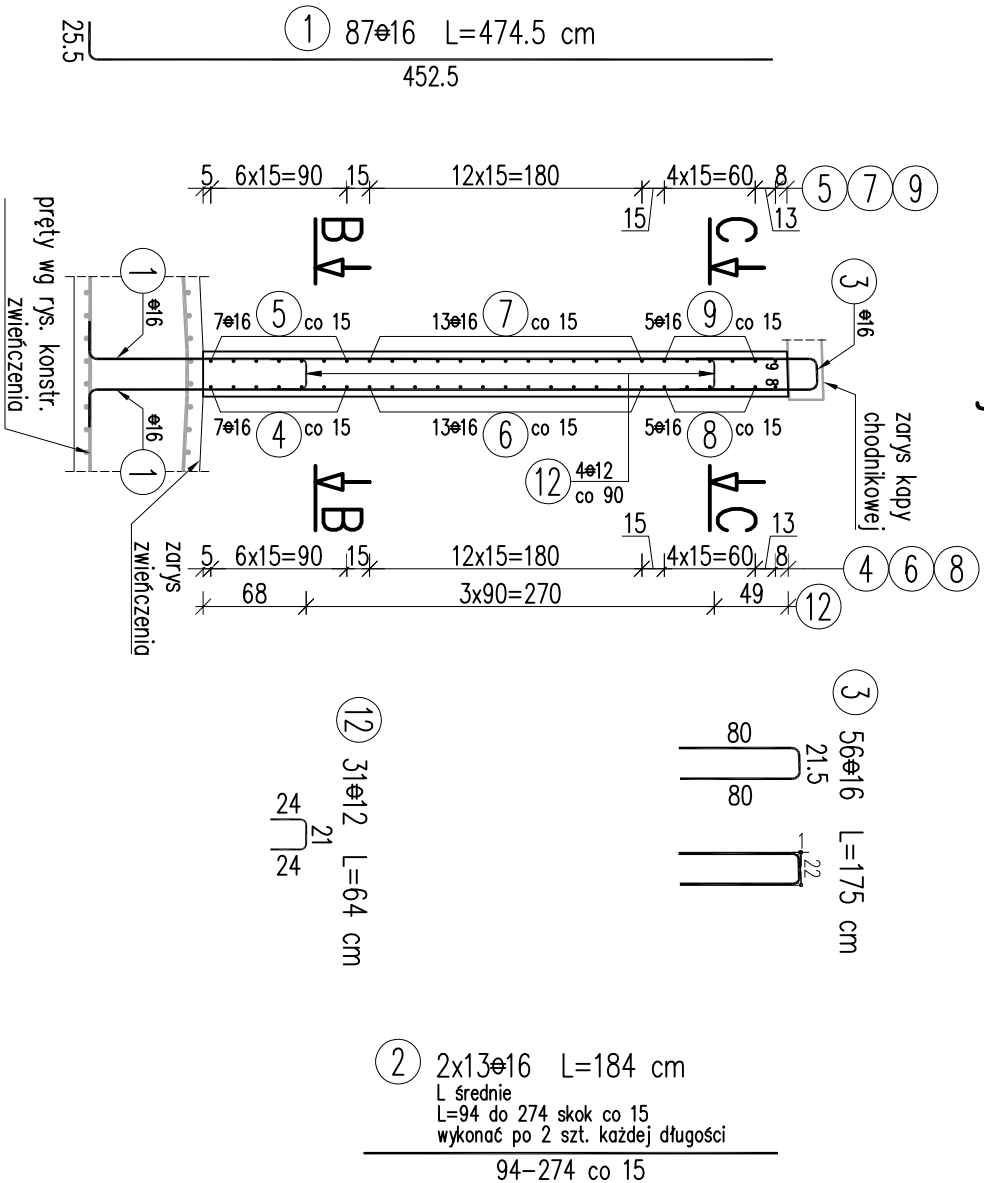 1 87⌀16 L=474.5 cm
25.5
452.5
5 6x15=90 15 12x15=180 4x15=60 8 5 7 9
15 13
B C
3 ⌀16
1 ⌀16
7⌀16 5 co 15 13⌀16 7 co 15 5⌀16 9 co 15
9 8
7⌀16 4 co 15 13⌀16 6 co 15 5⌀16 8 co 15
1 ⌀16
12 4⌀12
co 90
pręty wg rys. konstr.
zwieńczenia
zarys kapy
chodnikowej
B C
15 13
zarys
zwieńczenia
5 6x15=90 15 12x15=180 4x15=60 8 4 6 8
68 3x90=270 49 12
3 56⌀16 L=175 cm
80
21.5
80
1
22
12 31⌀12 L=64 cm
24
21
24
2 2x13⌀16 L=184 cm
L średnie
L=94 do 274 skok co 15
wykonać po 2 szt. każdej długości
94-274 co 15